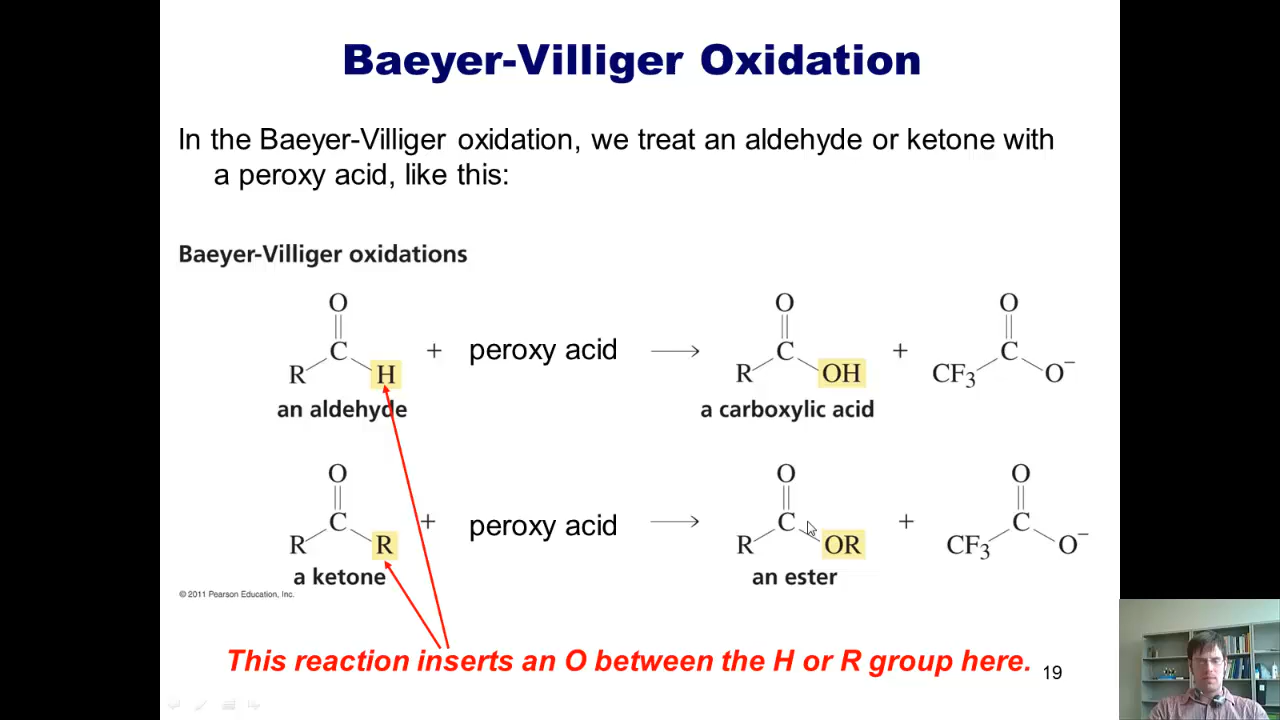 Baeyer-Villiger Oxidation
In the Baeyer-Villiger oxidation, we treat an aldehyde or ketone with
a peroxy acid, like this:
Baeyer-Villiger oxidations
O O O
C + peroxy acid C + C
R H R OH CF3 O−
an aldehyde a carboxylic acid
O O O
C + peroxy acid C + C
R R R OR CF3 O−
a ketone an ester
© 2011 Pearson Education, Inc.
This reaction inserts an O between the H or R group here.
19